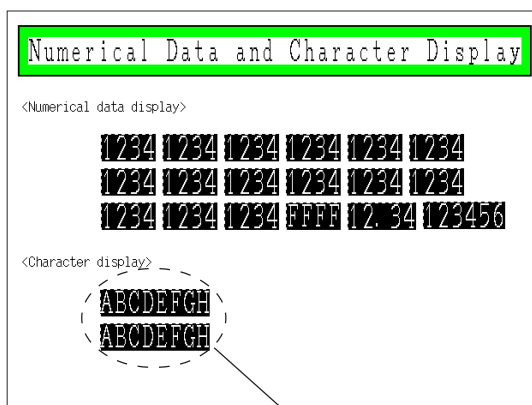 Numerical Data and Character Display
<Numerical data display>
1234 1234 1234 1234 1234 1234
1234 1234 1234 1234 1234 1234
1234 1234 1234 FFFF 12.34 123456
<Character display>
ABCDEFGH
ABCDEFGH